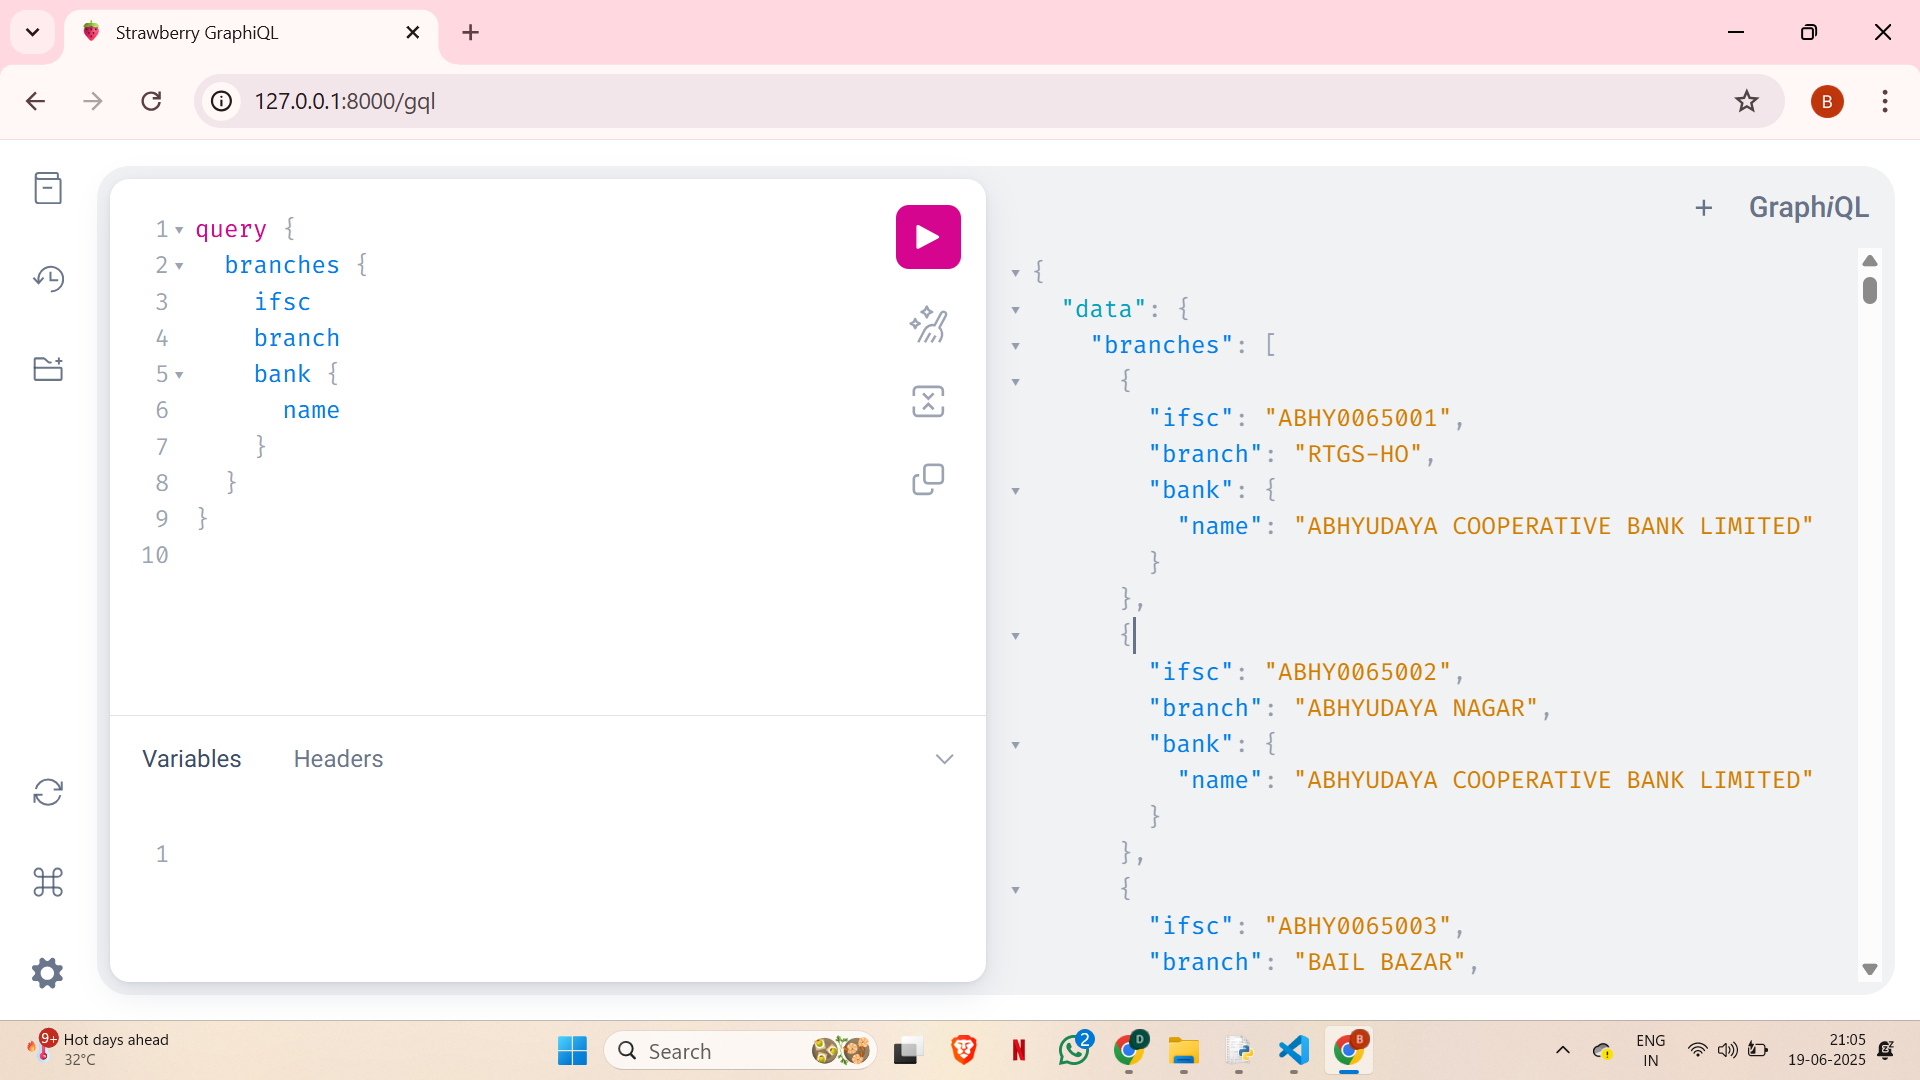 Strawberry GraphiQL
127.0.0.1:8000/gql
B
1 query {
2 branches {
3 ifsc
4 branch
5 bank {
6 name
7 }
8 }
9 }
10
Variables Headers
1
+ GraphiQL
{
"data": {
"branches": [
{
"ifsc": "ABHY0065001",
"branch": "RTGS-HO",
"bank": {
"name": "ABHYUDAYA COOPERATIVE BANK LIMITED"
}
},
{
"ifsc": "ABHY0065002",
"branch": "ABHYUDAYA NAGAR",
"bank": {
"name": "ABHYUDAYA COOPERATIVE BANK LIMITED"
}
},
{
"ifsc": "ABHY0065003",
"branch": "BAIL BAZAR",
9+ Hot days ahead
32°C
Search
N
2
D
B
ENG
IN
21:05
19-06-2025